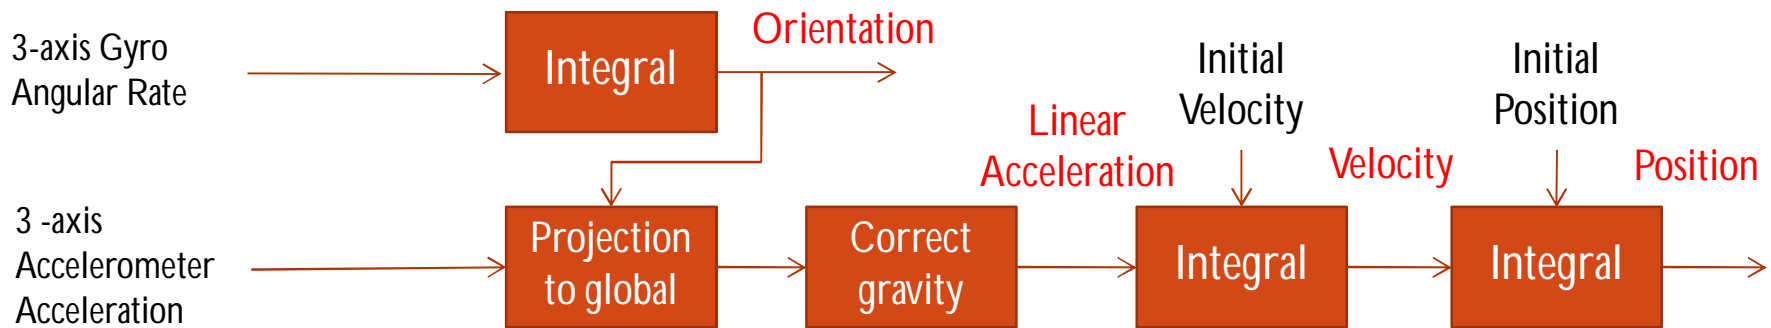 3-axis Gyro
Angular Rate
Integral
Orientation
Initial
Velocity
Initial
Position
Linear
Acceleration
Velocity
Position
3 -axis
Accelerometer
Acceleration
Projection
to global
Correct
gravity
Integral
Integral